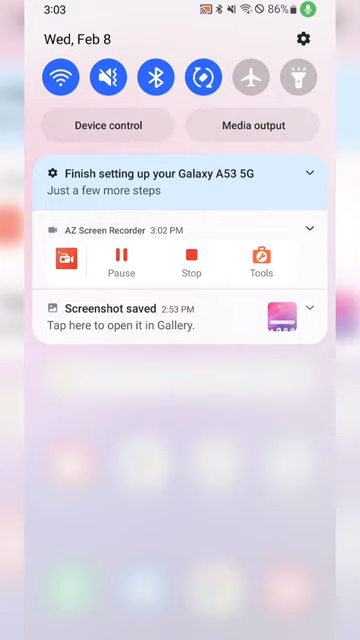 3:03
86%
Wed, Feb 8
Device control
Media output
Finish setting up your Galaxy A53 5G
Just a few more steps
AZ Screen Recorder 3:02 PM
Pause
Stop
Tools
Screenshot saved 2:53 PM
Tap here to open it in Gallery.